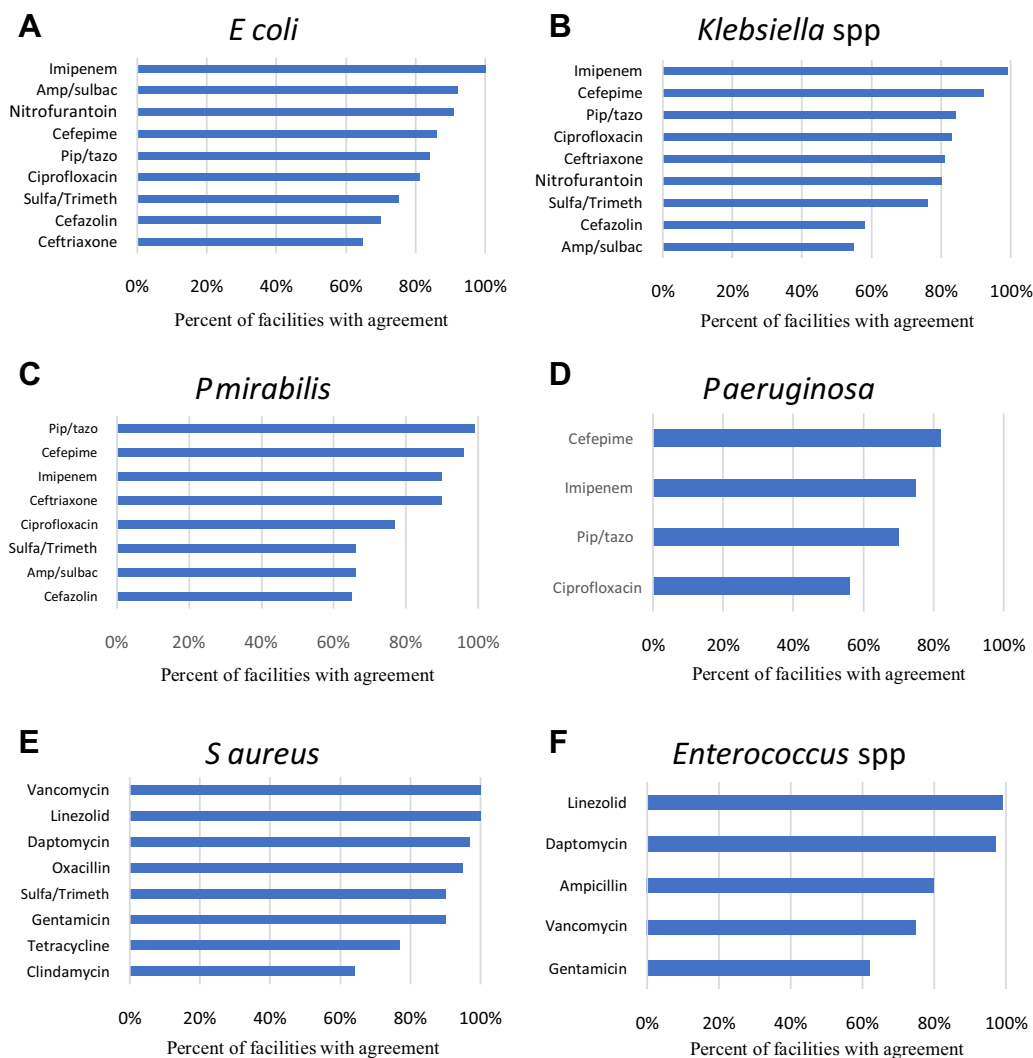 A
E coli
Imipenem
Amp/sulbac
Nitrofurantoin
Cefepime
Pip/tazo
Ciprofloxacin
Sulfa/Trimeth
Cefazolin
Ceftriaxone
0% 20% 40% 60% 80% 100%
Percent of facilities with agreement
B
Klebsiella spp
Imipenem
Cefepime
Pip/tazo
Ciprofloxacin
Ceftriaxone
Nitrofurantoin
Sulfa/Trimeth
Cefazolin
Amp/sulbac
0% 20% 40% 60% 80% 100%
Percent of facilities with agreement
C
P mirabilis
Pip/tazo
Cefepime
Imipenem
Ceftriaxone
Ciprofloxacin
Sulfa/Trimeth
Amp/sulbac
Cefazolin
0% 20% 40% 60% 80% 100%
Percent of facilities with agreement
D
P aeruginosa
Cefepime
Imipenem
Pip/tazo
Ciprofloxacin
0% 20% 40% 60% 80% 100%
Percent of facilities with agreement
E
S aureus
Vancomycin
Linezolid
Daptomycin
Oxacillin
Sulfa/Trimeth
Gentamicin
Tetracycline
Clindamycin
0% 20% 40% 60% 80% 100%
Percent of facilities with agreement
F
Enterococcus spp
Linezolid
Daptomycin
Ampicillin
Vancomycin
Gentamicin
0% 20% 40% 60% 80% 100%
Percent of facilities with agreement